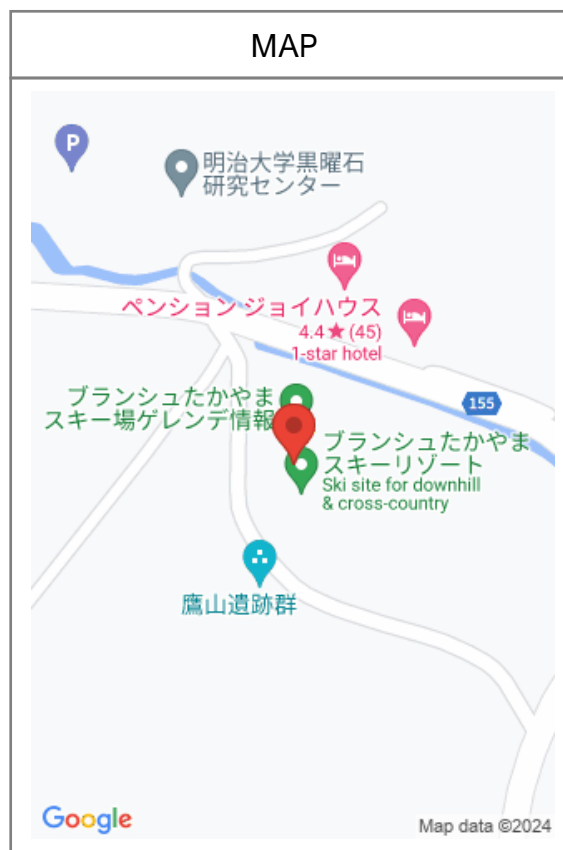 MAP
P
明治大学黒曜石
研究センター
ペンション ジョイハウス
4.4★(45)
1-star hotel
ブランシュたかやま
スキー場ゲレンデ情報
155
ブランシュたかやま
スキーリゾート
Ski site for downhill
& cross-country
鷹山遺跡群
Google
Map data ©2024